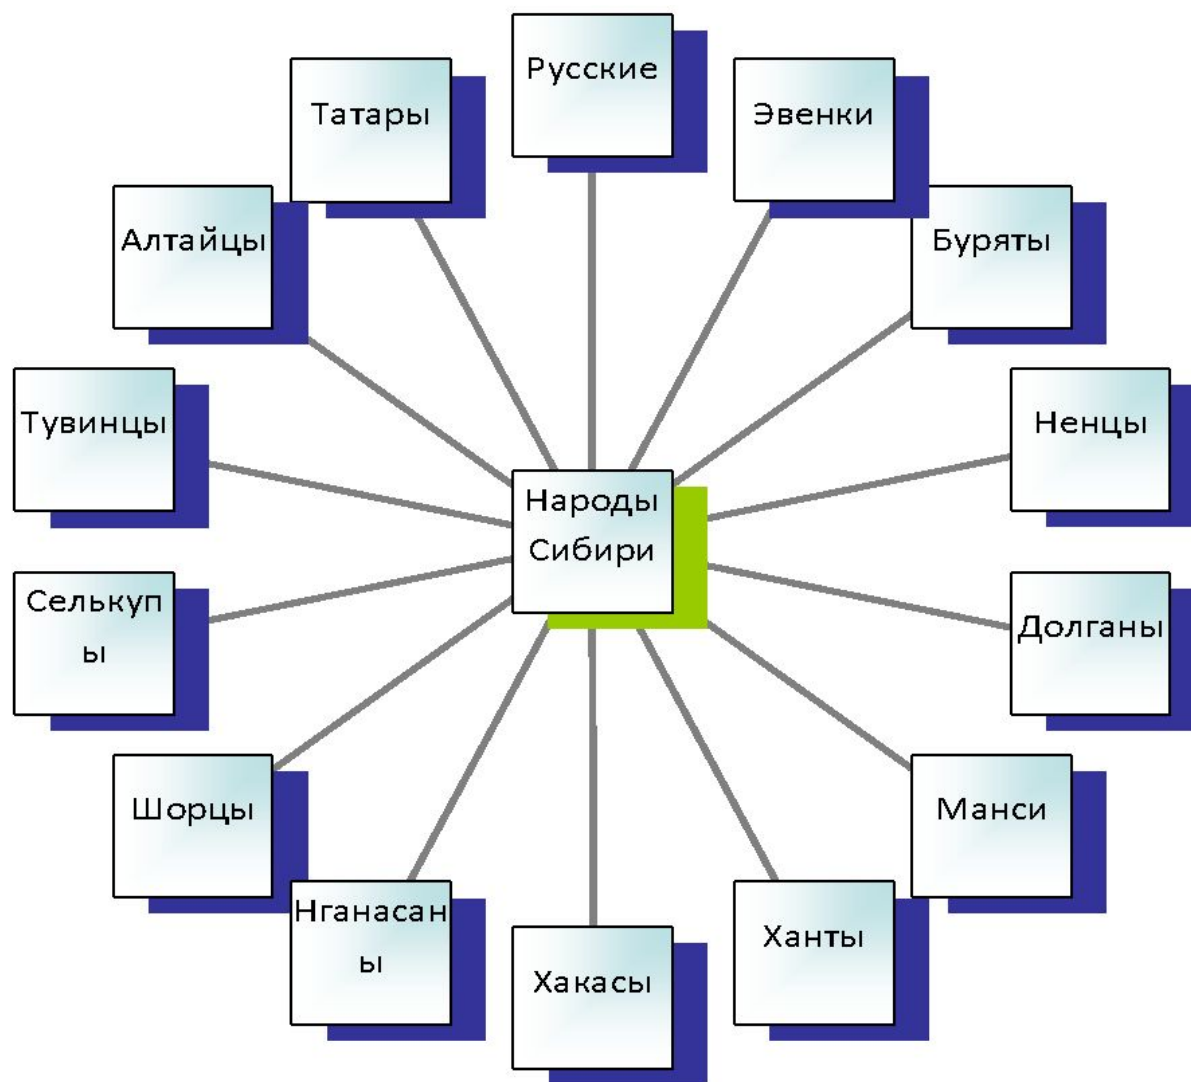 Русские
Эвенки
Татары
Буряты
Алтайцы
Ненцы
Тувинцы
Народы
Сибири
Селькуп
ы
Долганы
Шорцы
Манси
Нганасан
ы
Ханты
Хакасы